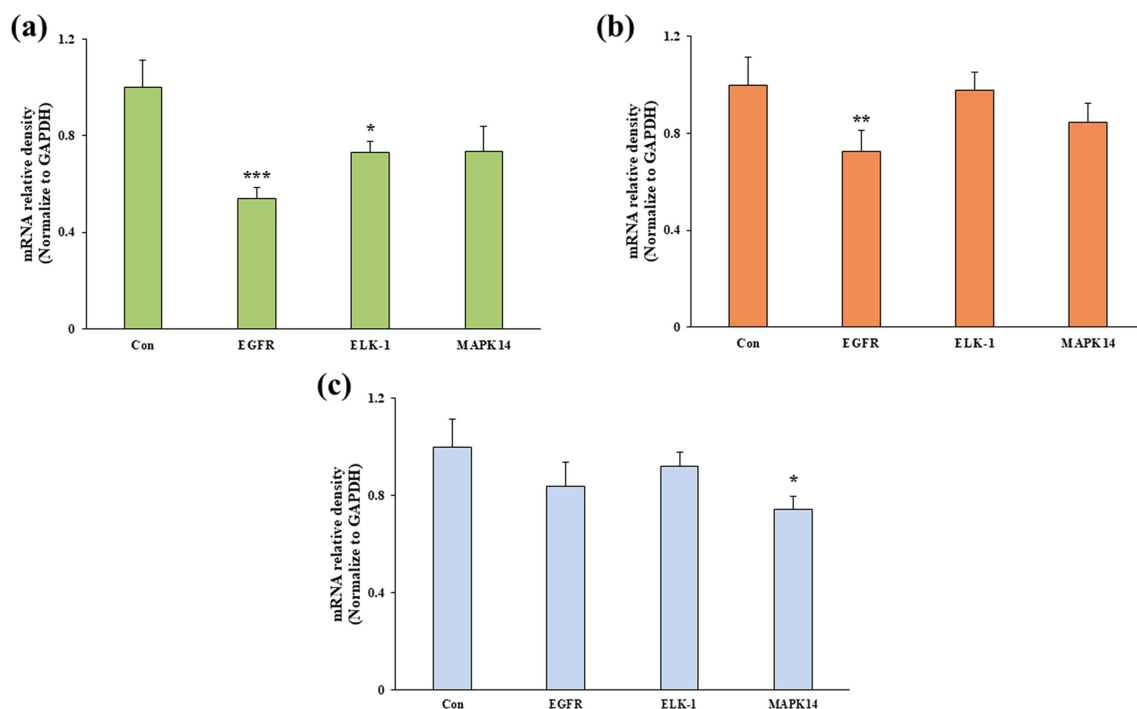 (a)
mRNA relative density
(Normalize to GAPDH)
1.2
0.8
0.4
0
***
*
Con EGFR ELK-1 MAPK14
(b)
mRNA relative density
(Normalize to GAPDH)
1.2
0.8
0.4
0
**
Con EGFR ELK-1 MAPK14
(c)
mRNA relative density
(Normalize to GAPDH)
1.2
0.8
0.4
0
*
Con EGFR ELK-1 MAPK14